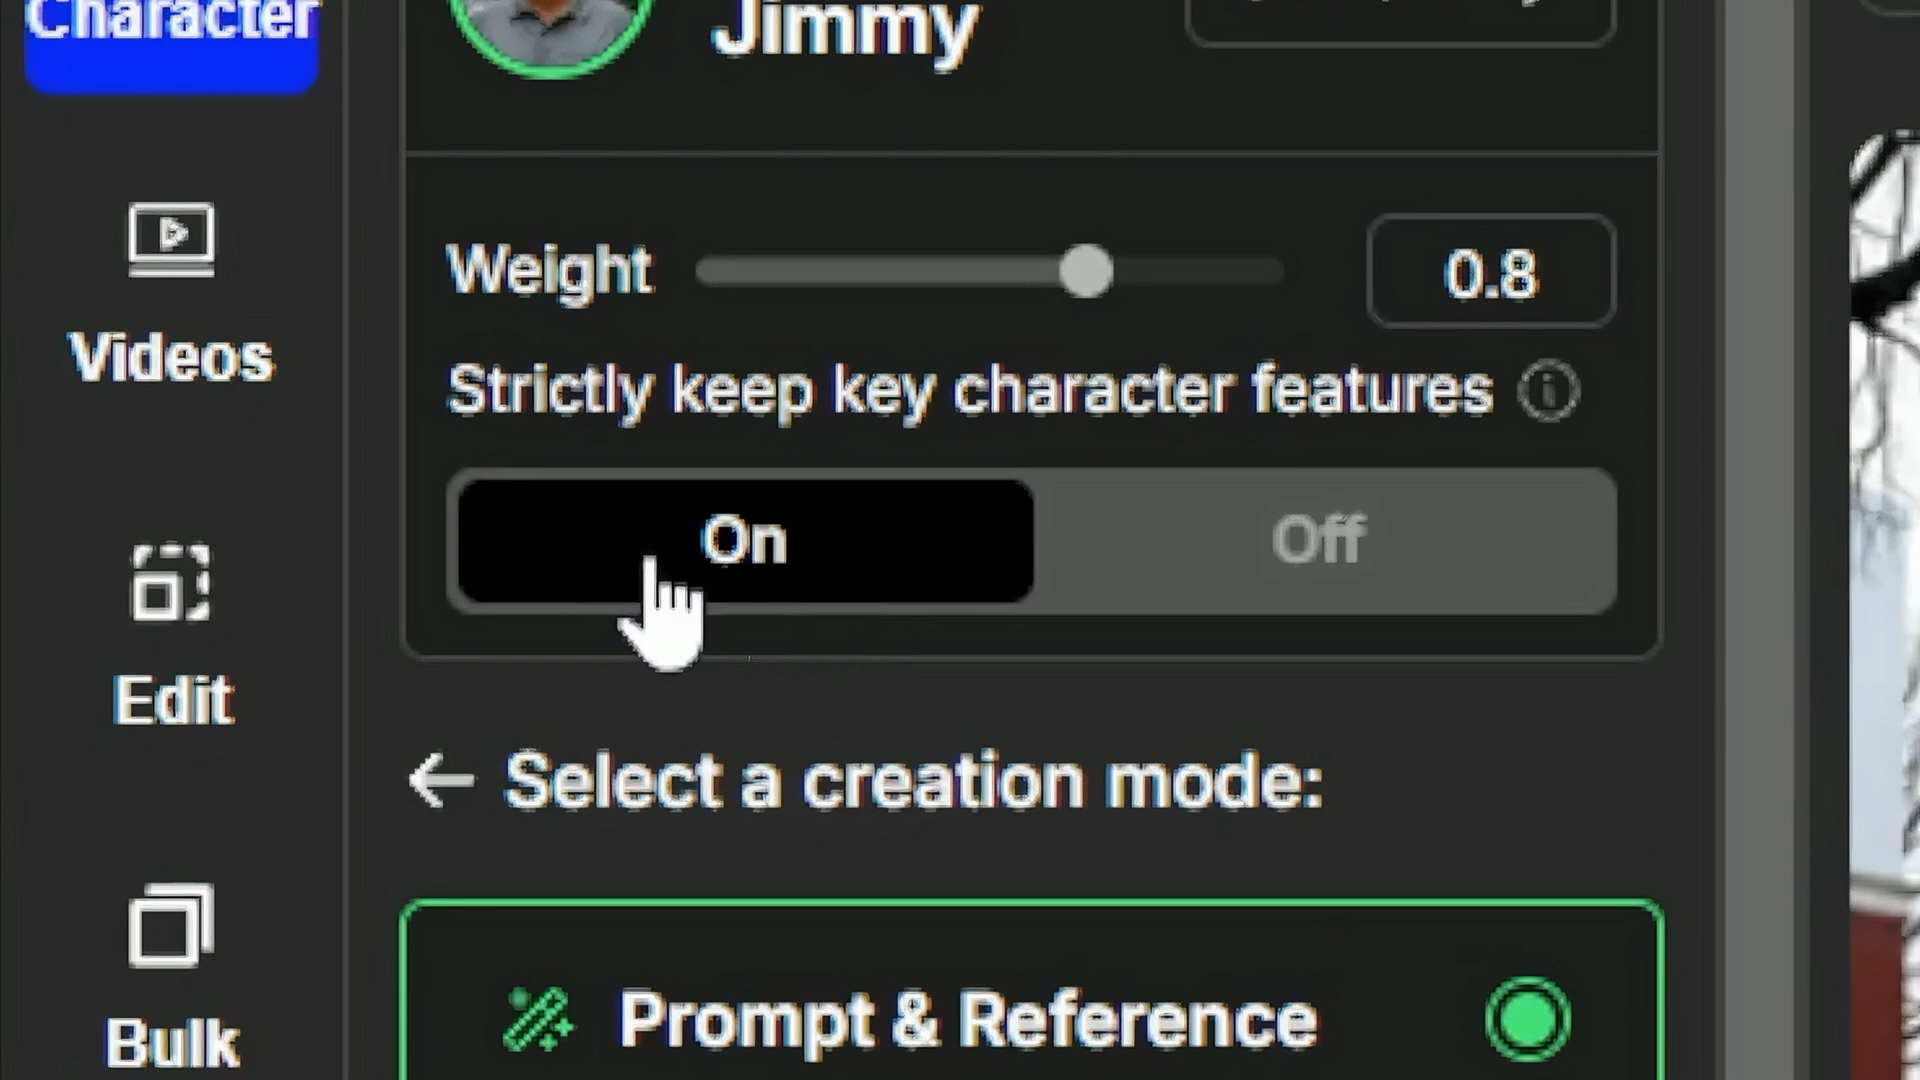 Character
Jimmy
Videos
Weight
0.8
Strictly keep key character features
On
Off
Edit
Select a creation mode:
Bulk
Prompt & Reference